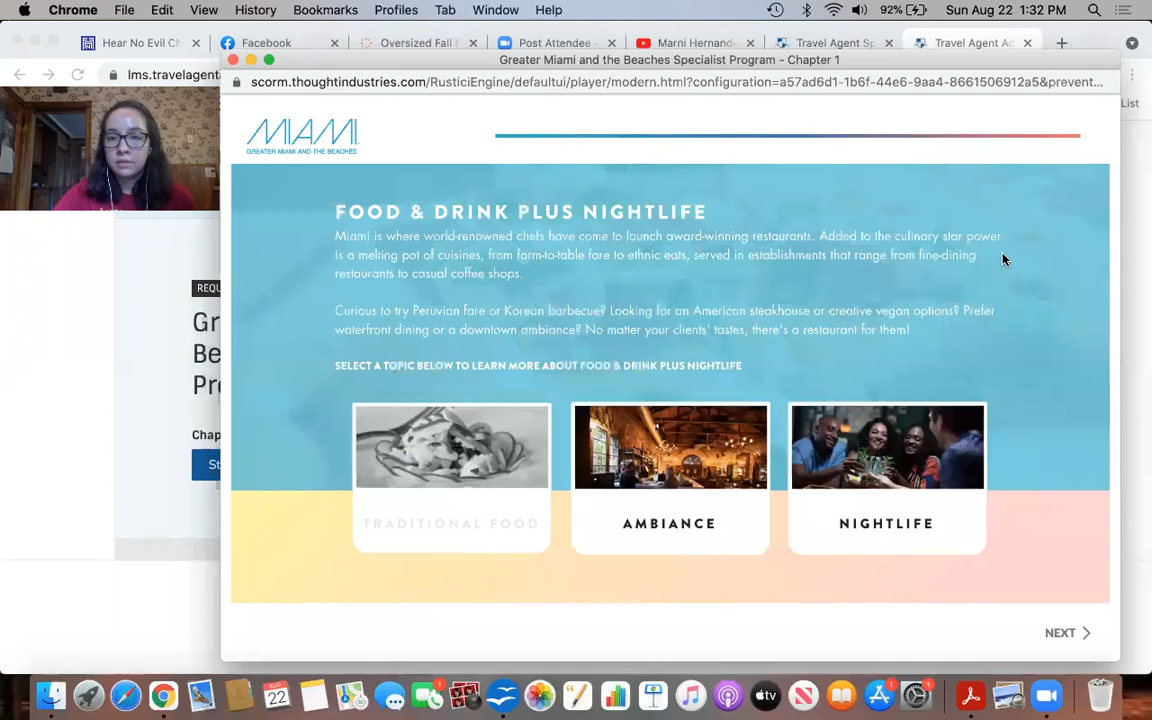 Chrome File Edit View History Bookmarks Profiles Tab Window Help 92% Sun Aug 22 1:32 PM
Hear No Evil Ch Facebook Oversized Fall F Post Attendee - Marni Hernand Travel Agent Sp Travel Agent Ac
Greater Miami and the Beaches Specialist Program - Chapter 1
lms.travelagent
scorm.thoughtindustries.com/RusticiEngine/defaultui/player/modern.html?configuration=a57ad6d1-1b6f-44e6-9aa4-8661506912a5&prevent...
List
MIAMI
GREATER MIAMI AND THE BEACHES
FOOD & DRINK PLUS NIGHTLIFE
Miami is where world-renowned chefs have come to launch award-winning restaurants. Added to the culinary star power
is a melting pot of cuisines, from farm-to-table fare to ethnic eats, served in establishments that range from fine-dining
restaurants to casual coffee shops.
Curious to try Peruvian fare or Korean barbecue? Looking for an American steakhouse or creative vegan options? Prefer
waterfront dining or a downtown ambiance? No matter your clients' tastes, there's a restaurant for them!
SELECT A TOPIC BELOW TO LEARN MORE ABOUT FOOD & DRINK PLUS NIGHTLIFE
TRADITIONAL FOOD AMBIANCE NIGHTLIFE
NEXT
REQU
Gr
Be
Pr
Chap
St
AUG
22
1
tv
1
1